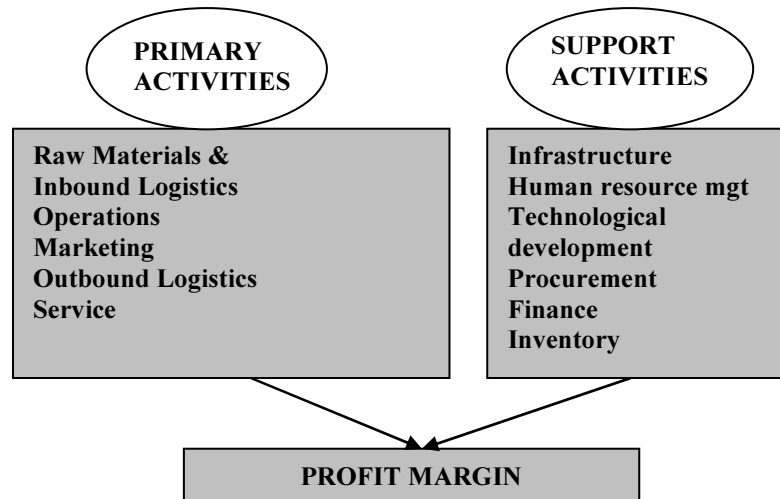 PRIMARY
ACTIVITIES
Raw Materials &
Inbound Logistics
Operations
Marketing
Outbound Logistics
Service
SUPPORT
ACTIVITIES
Infrastructure
Human resource mgt
Technological
development
Procurement
Finance
Inventory
PROFIT MARGIN